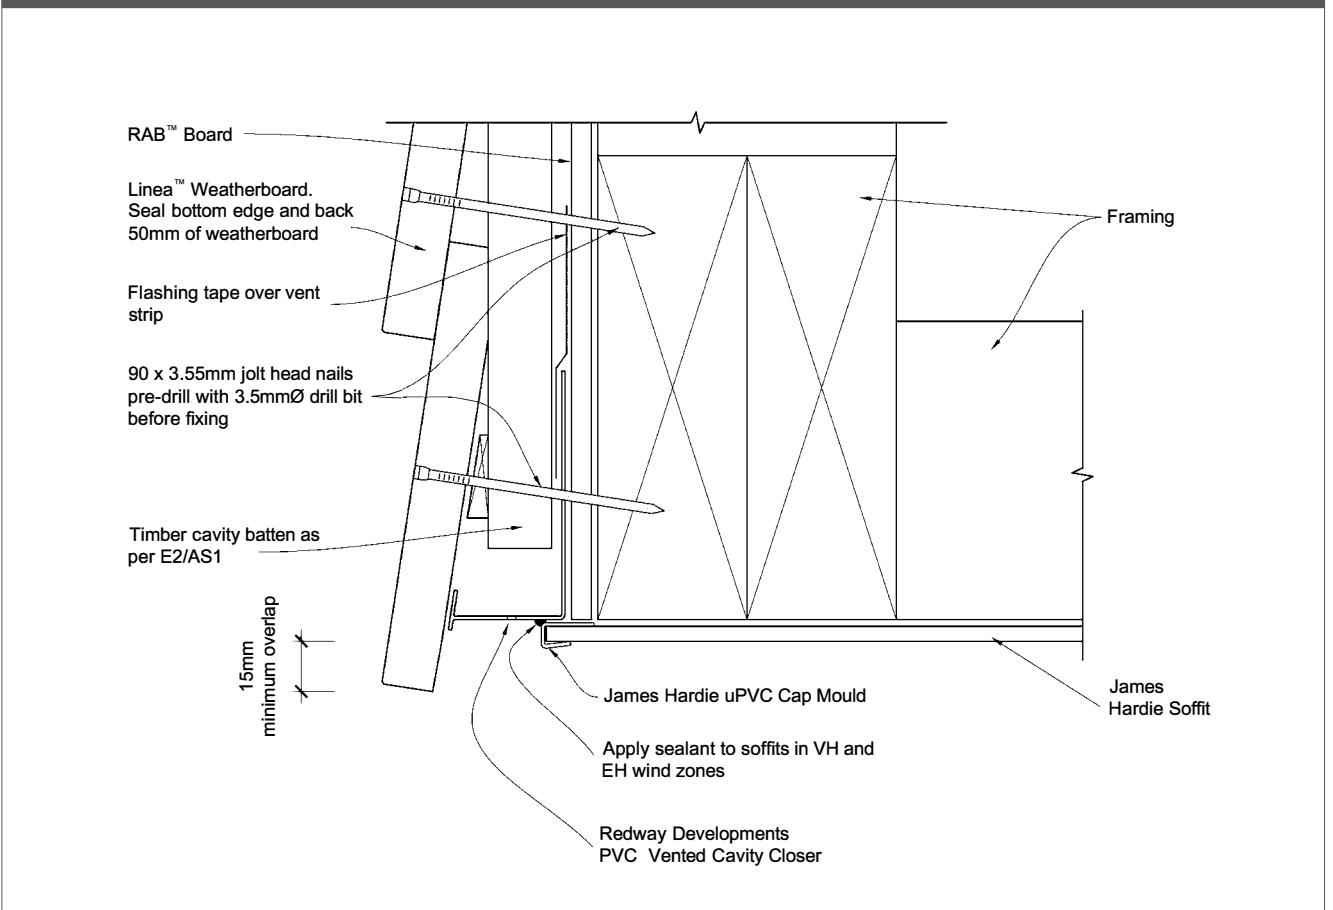 RAB™ Board
Linea™ Weatherboard.
Seal bottom edge and back
50mm of weatherboard
Framing
Flashing tape over vent
strip
90 x 3.55mm jolt head nails
pre-drill with 3.5mmØ drill bit
before fixing
Timber cavity batten as
per E2/AS1
15mm
minimum overlap
James Hardie uPVC Cap Mould
James
Hardie Soffit
Apply sealant to soffits in VH and
EH wind zones
Redway Developments
PVC Vented Cavity Closer